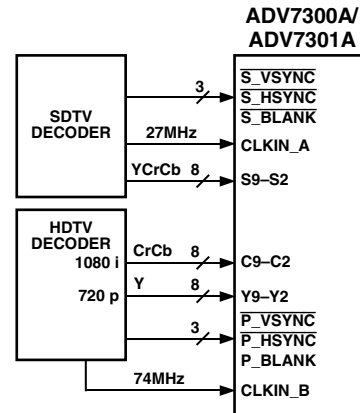 ADV7300A/
ADV7301A
SDTV
DECODER
3
S_VSYNC
S_HSYNC
S_BLANK
27MHz
CLKIN_A
YCrCb 8
S9–S2
HDTV
DECODER
1080 i
CrCb 8
C9–C2
720 p
Y 8
Y9–Y2
3
P_VSYNC
P_HSYNC
P_BLANK
74MHz
CLKIN_B